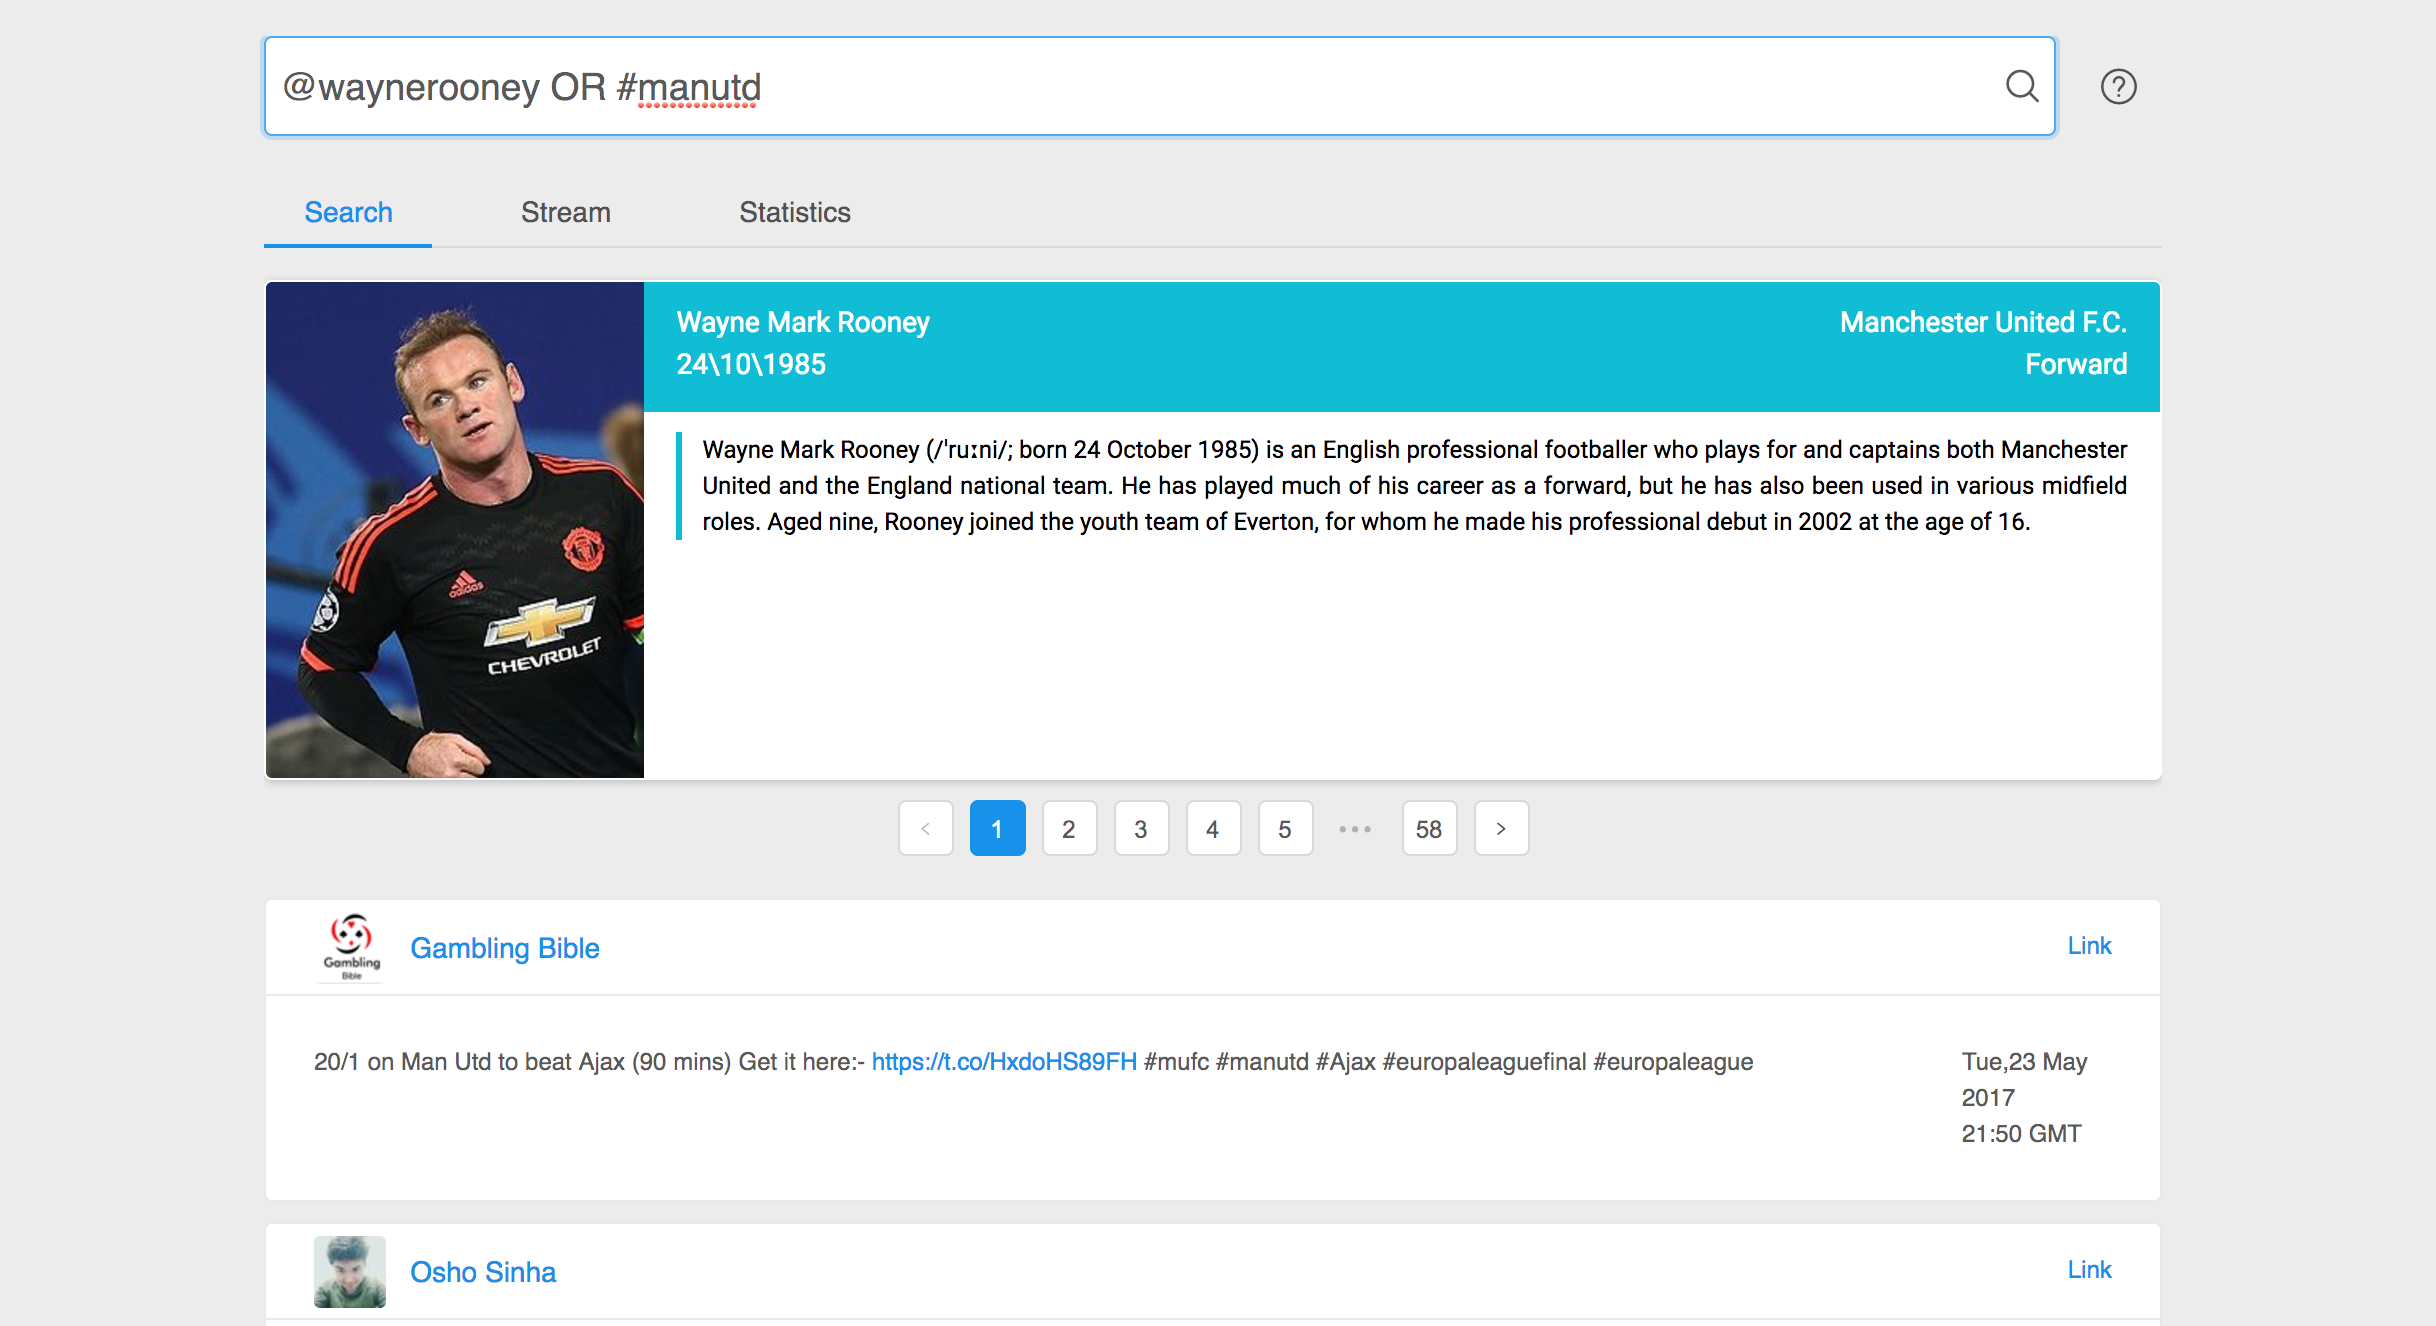 @waynerooney OR #manutd
Search
Stream
Statistics
Wayne Mark Rooney
24\10\1985
Manchester United F.C.
Forward
adidas
CHEVROLET
Wayne Mark Rooney (/ˈruːni/; born 24 October 1985) is an English professional footballer who plays for and captains both Manchester
United and the England national team. He has played much of his career as a forward, but he has also been used in various midfield
roles. Aged nine, Rooney joined the youth team of Everton, for whom he made his professional debut in 2002 at the age of 16.
< 1 2 3 4 5 ••• 58 >
Gambling
Bible
Gambling Bible
Link
20/1 on Man Utd to beat Ajax (90 mins) Get it here:- https://t.co/HxdoHS89FH #mufc #manutd #Ajax #europaleaguefinal #europaleague
Tue,23 May
2017
21:50 GMT
Osho Sinha
Link